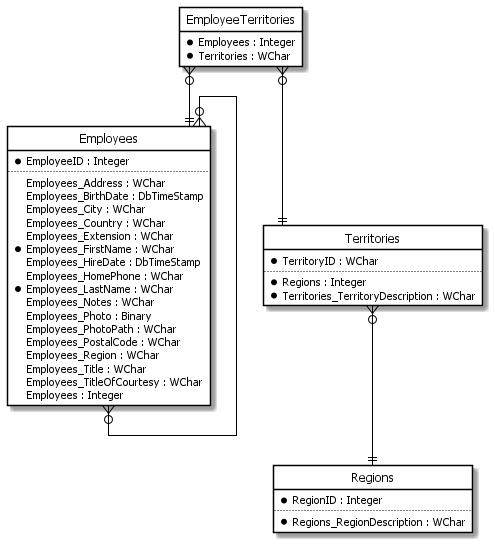 EmployeeTerritories
Employees : Integer
Territories : WChar
Employees
EmployeeID : Integer
Employees_Address : WChar
Employees_BirthDate : DbTimeStamp
Employees_City : WChar
Employees_Country : WChar
Employees_Extension : WChar
Employees_FirstName : WChar
Employees_HireDate : DbTimeStamp
Employees_HomePhone : WChar
Employees_LastName : WChar
Employees_Notes : WChar
Employees_Photo : Binary
Employees_PhotoPath : WChar
Employees_PostalCode : WChar
Employees_Region : WChar
Employees_Title : WChar
Employees_TitleOfCourtesy : WChar
Employees : Integer
Territories
TerritoryID : WChar
Regions : Integer
Territories_TerritoryDescription : WChar
Regions
RegionID : Integer
Regions_RegionDescription : WChar